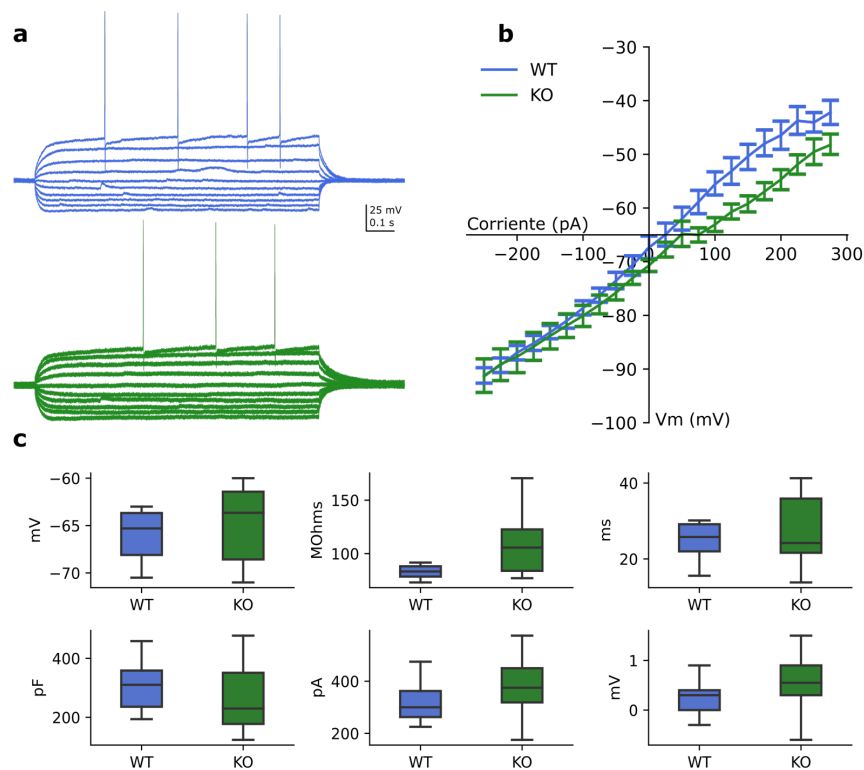 a
25 mV
0.1 s
b
WT
KO
−30
−40
−50
−60
−70
−80
−90
−100
Corriente (pA)
−200
−100
0
100
200
300
Vm (mV)
c
−60
−65
−70
mV
WT
KO
150
100
MOhms
WT
KO
40
20
ms
WT
KO
400
200
pF
WT
KO
400
200
pA
WT
KO
1
0
mV
WT
KO